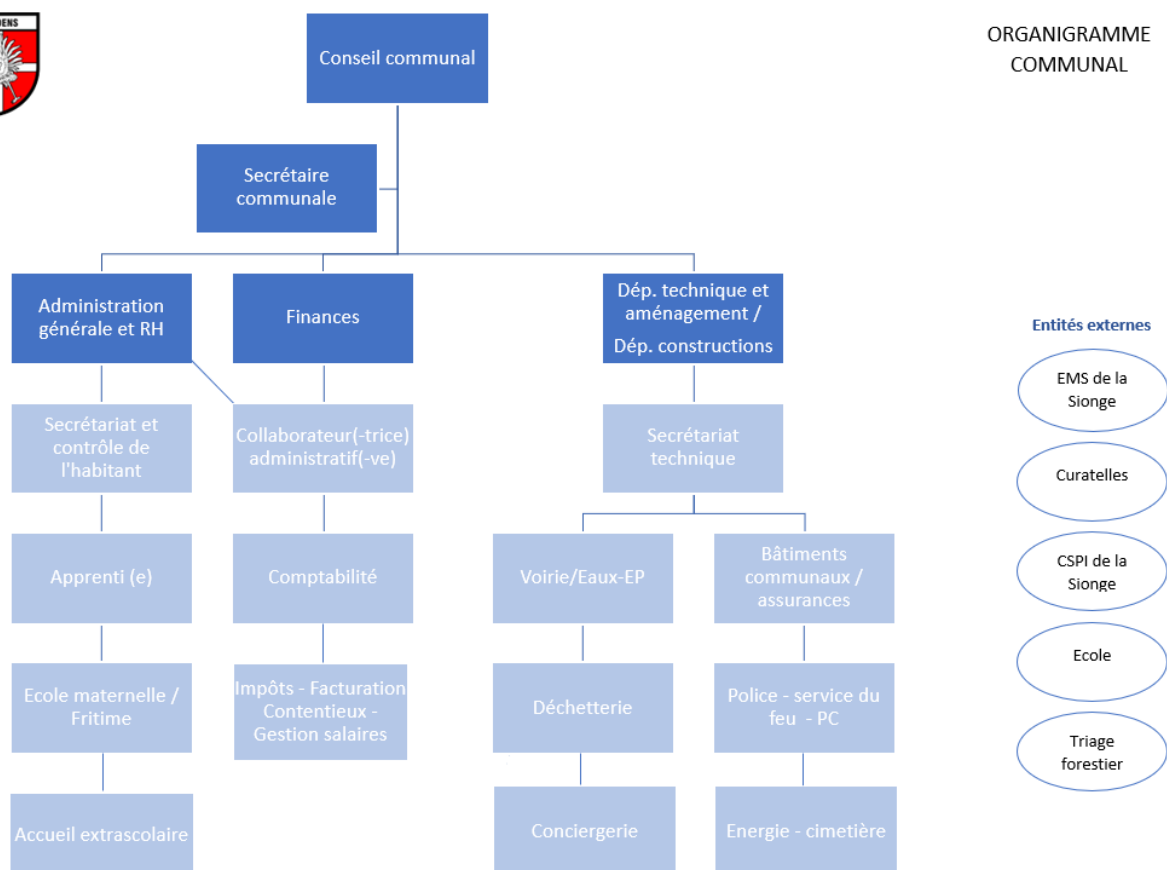 ORGANIGRAMME
COMMUNAL
Conseil communal
Secrétaire
communale
Administration
générale et RH
Finances
Dép. technique et
aménagement /
Dép. constructions
Secrétariat et
contrôle de
l'habitant
Collaborateur(-trice)
administratif(-ve)
Secrétariat
technique
Apprenti (e)
Comptabilité
Voirie/Eaux-EP
Bâtiments
communaux /
assurances
Ecole maternelle /
Fritime
Impôts - Facturation
Contentieux -
Gestion salaires
Déchetterie
Police - service du
feu - PC
Accueil extrascolaire
Conciergerie
Energie - cimetière
Entités externes
EMS de la
Sionge
Curatelles
CSPI de la
Sionge
Ecole
Triage
forestier